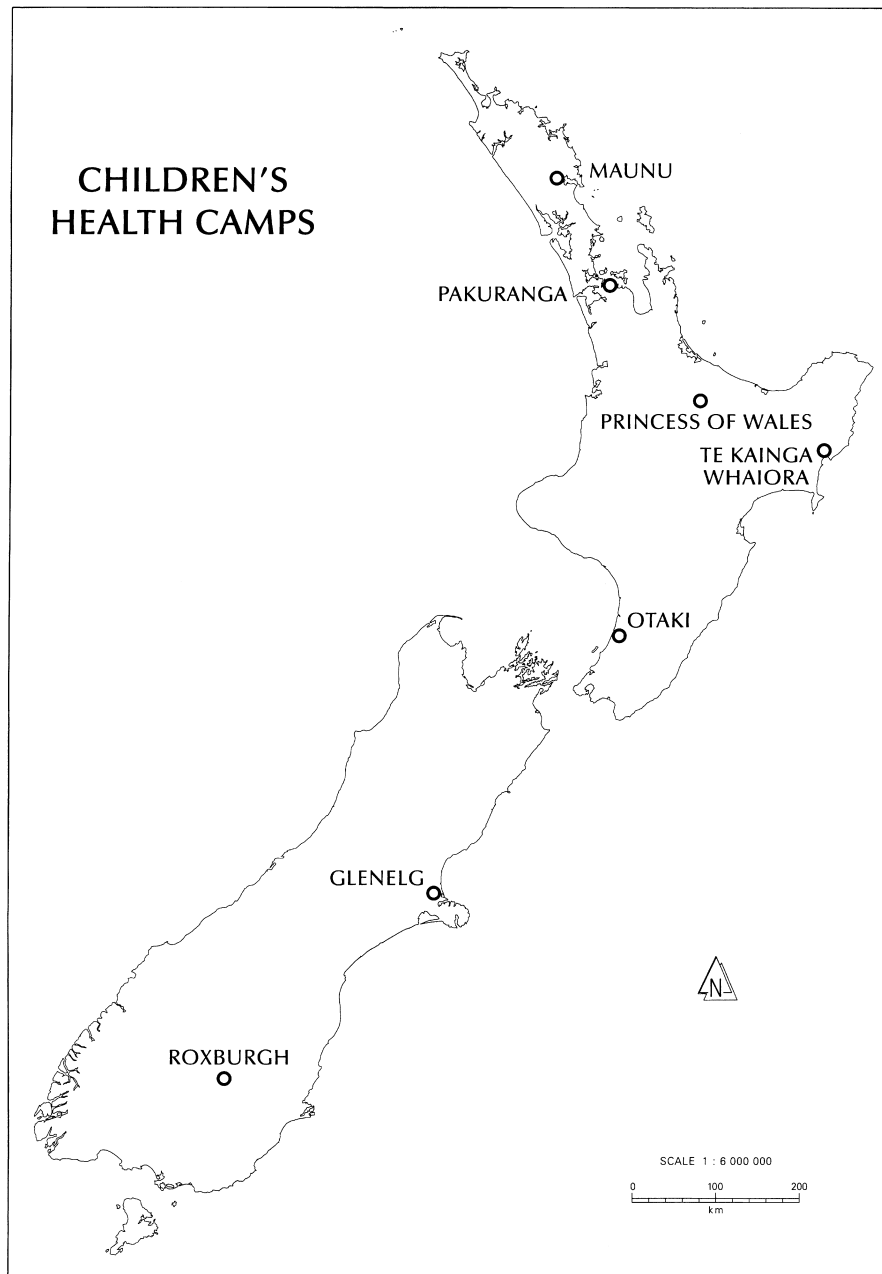 CHILDREN'S
HEALTH CAMPS
MAUNU
PAKURANGA
PRINCESS OF WALES
TE KAINGA
WHAIORA
OTAKI
GLENELG
N
ROXBURGH
SCALE 1 : 6 000 000
0 100 200
km